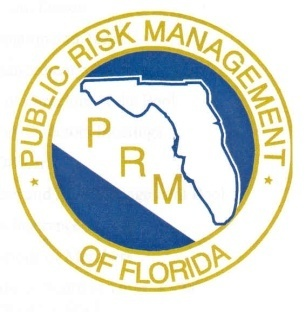 PUBLIC RISK MANAGEMENT
OF FLORIDA
P
R
M